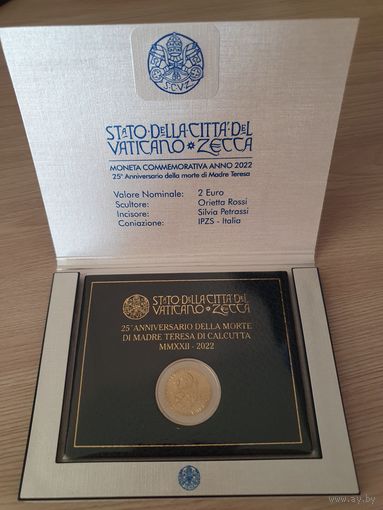 F.C.V.Z.
STATO·DELLA·CITTA'·DEL
VATICANO * ZECCA
MONETA COMMEMORATIVA ANNO 2022
25° Anniversario della morte di Madre Teresa
Valore Nominale: 2 Euro
Scultore: Orietta Rossi
Incisore: Silvia Petrassi
Coniazione: IPZS - Italia
STATO·DELLA·CITTA'·DEL
VATICANO * ZECCA
25° ANNIVERSARIO DELLA MORTE
DI MADRE TERESA DI CALCUTTA
MMXXII - 2022
www.ay.by